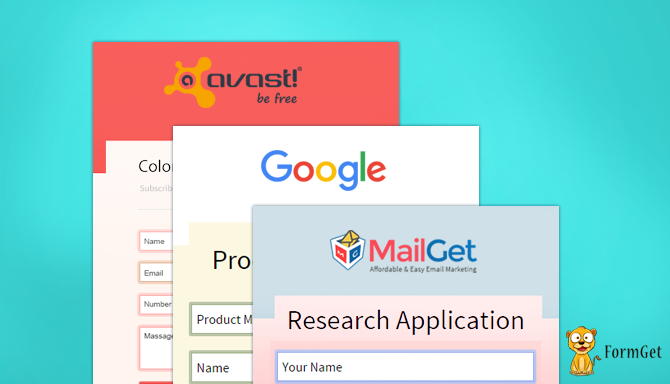 avast!
be free
Colo
Subscrib
Name
Email
Number
Massage
Google
Pro
Product M
Name
MailGet
Affordable & Easy Email Marketing
Research Application
Your Name
FormGet